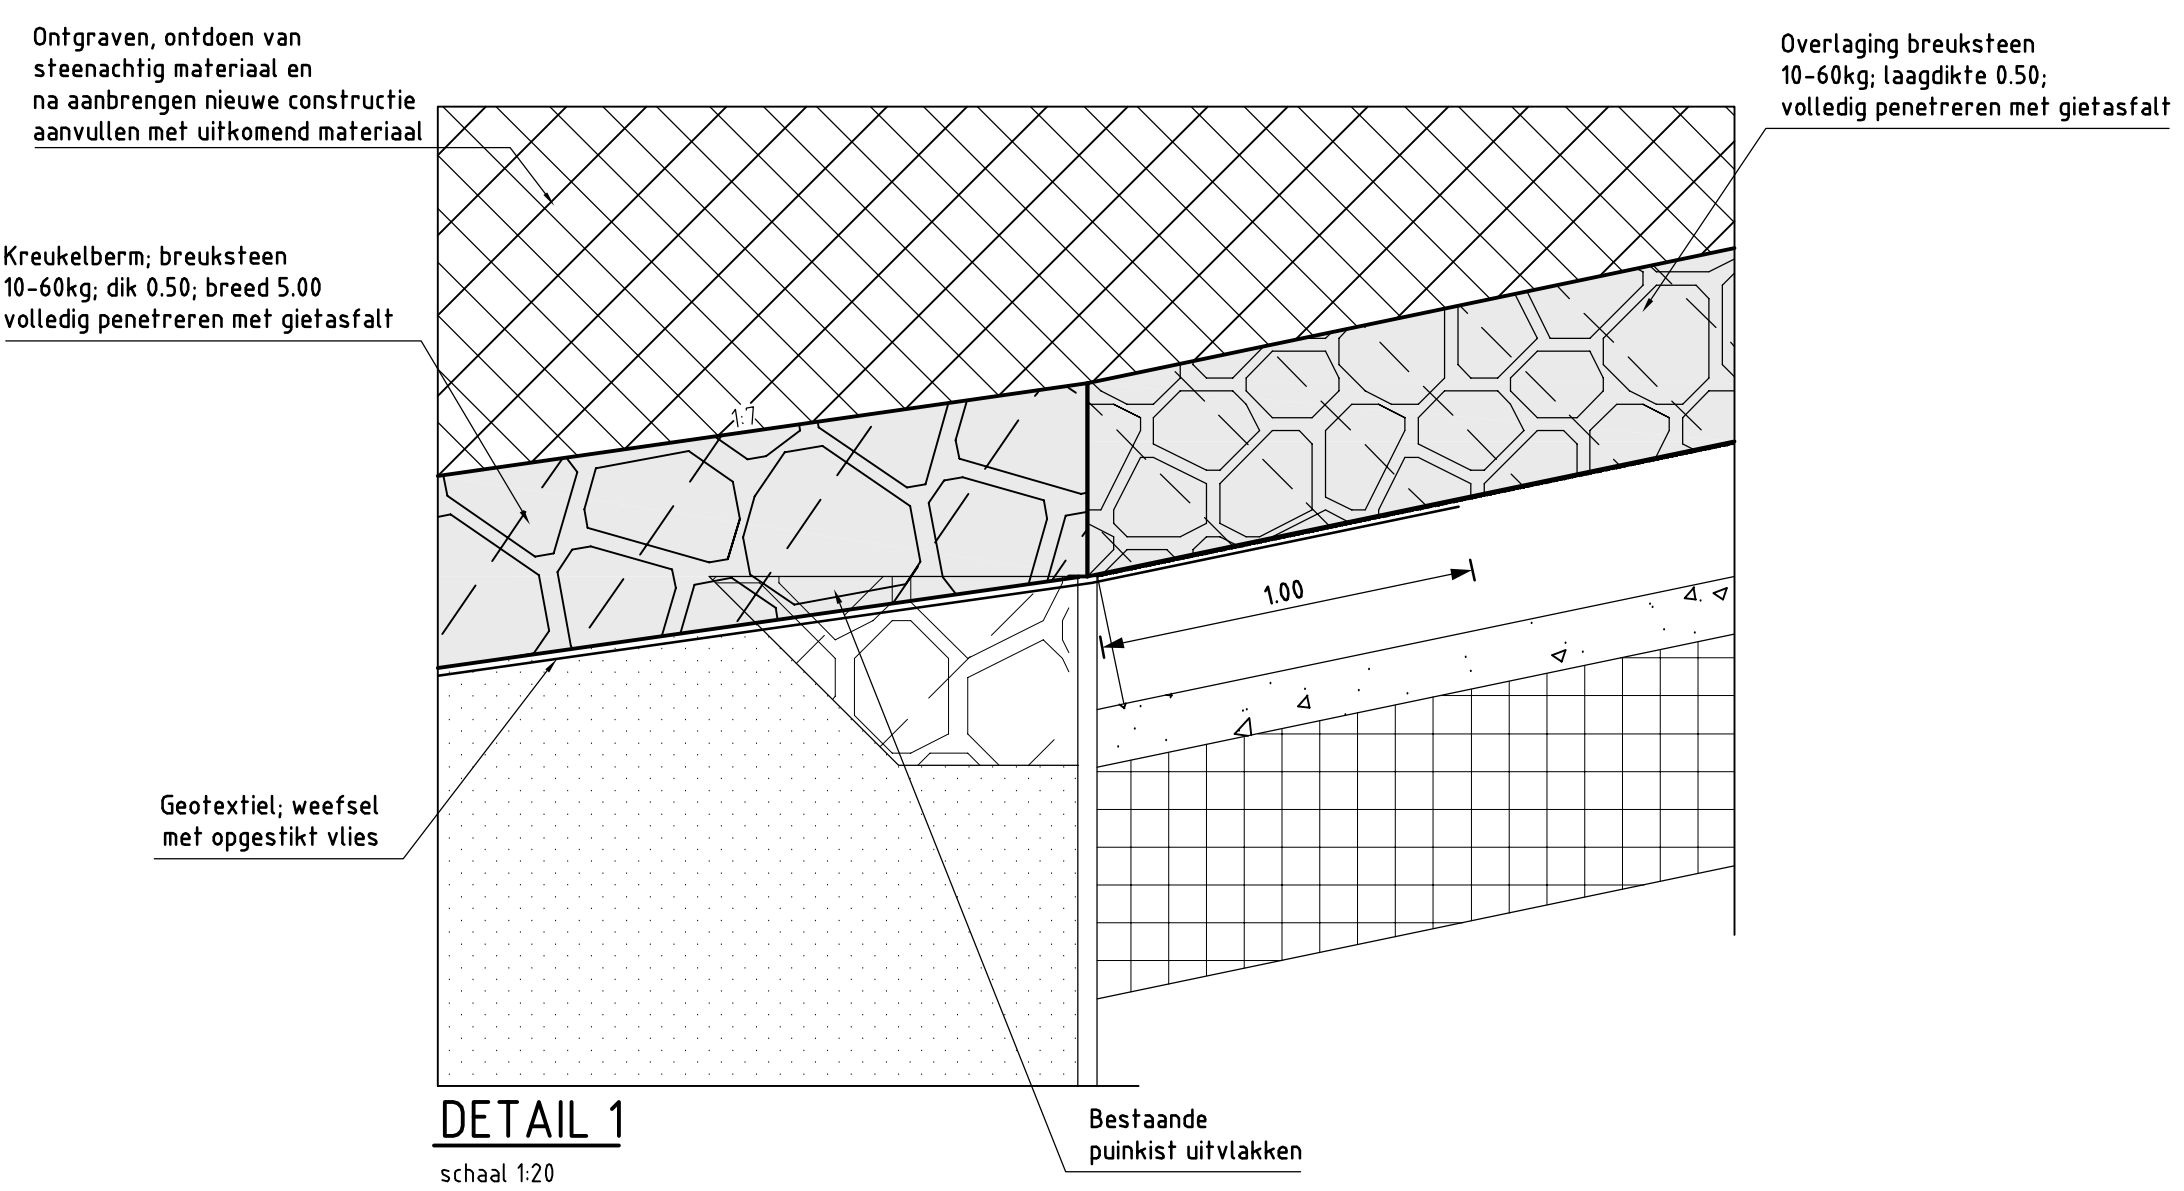 Ontgraven, ontdoen van
steenachtig materiaal en
na aanbrengen nieuwe constructie
aanvullen met uitkomend materiaal
Overlaging breuksteen
10-60kg; laagdikte 0.50;
volledig penetreren met gietasfalt
Kreukelberm; breuksteen
10-60kg; dik 0.50; breed 5.00
volledig penetreren met gietasfalt
1:7
1.00
Geotextiel; weefsel
met opgestikt vlies
DETAIL 1
schaal 1:20
Bestaande
puinkist uitvlakken